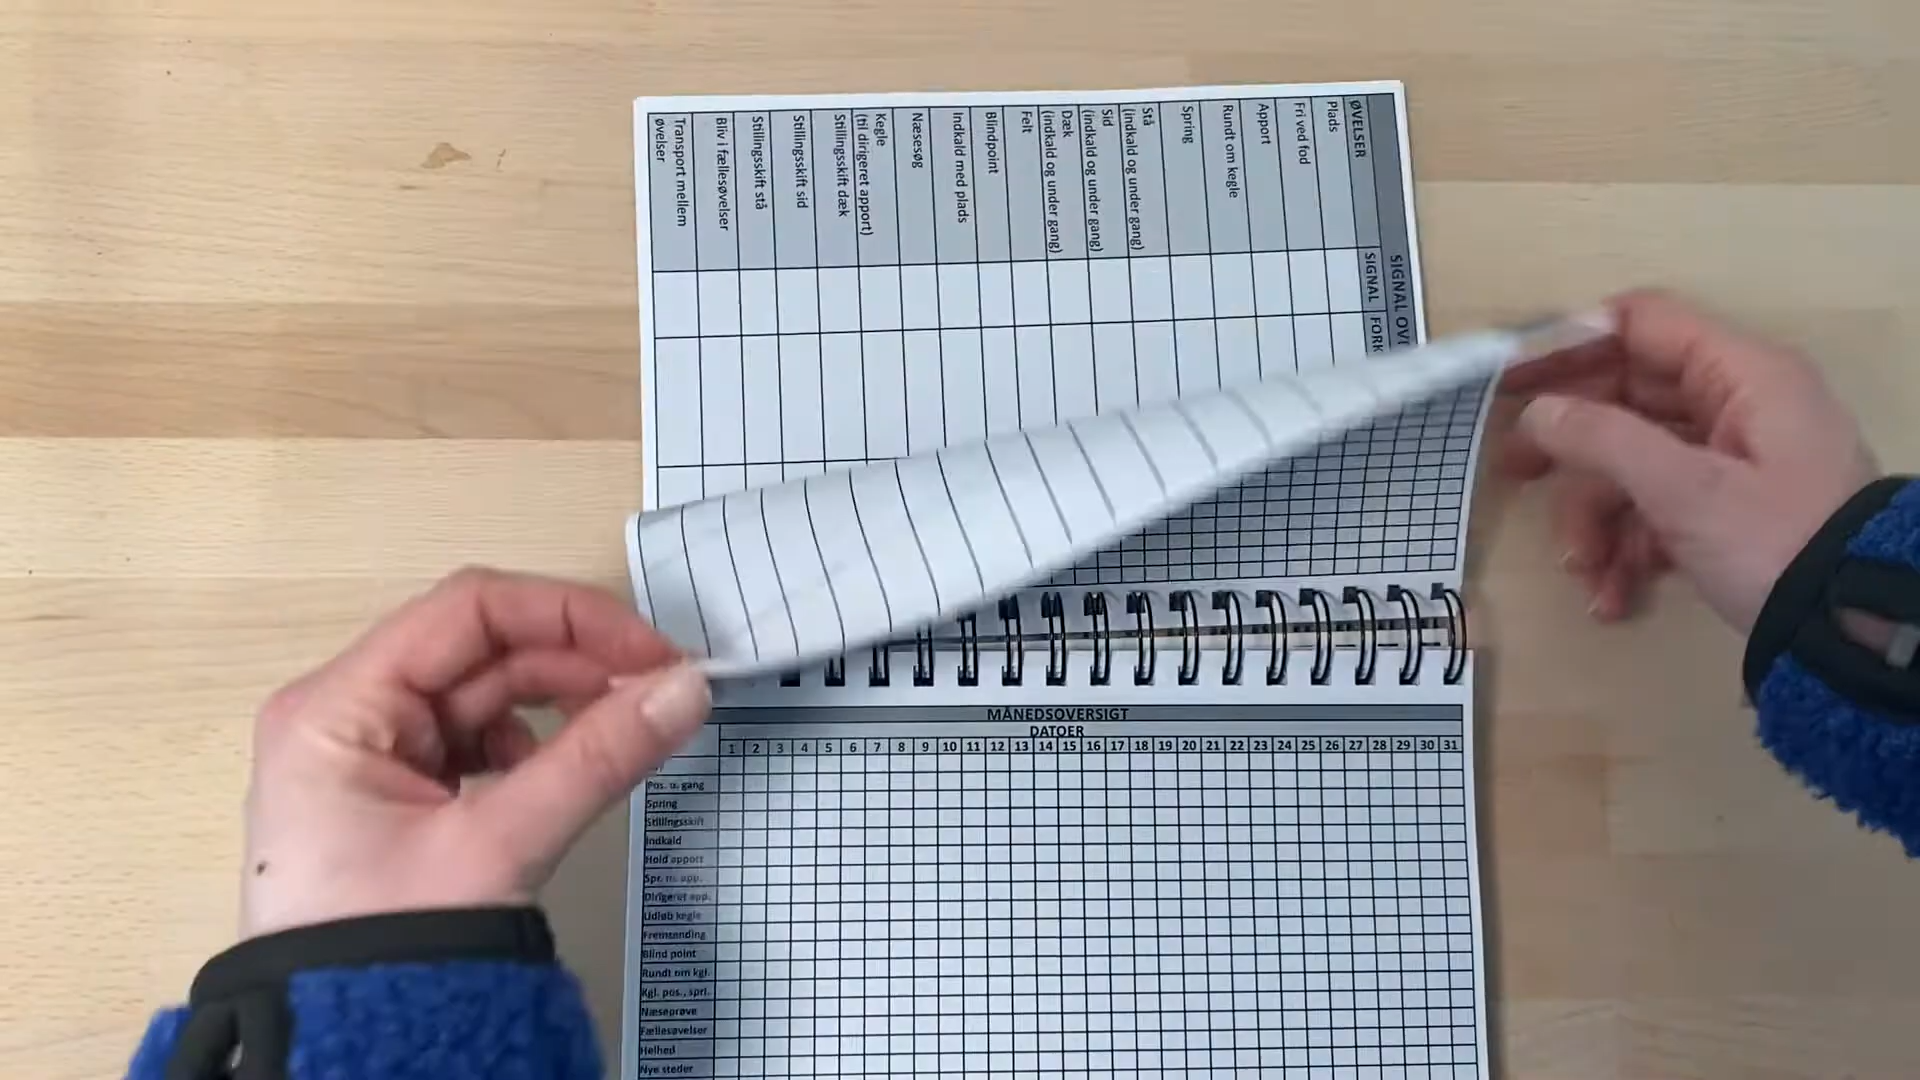 SIGNAL OV
ØVELSER
SIGNAL
FORK
Plads
Fri ved fod
Apport
Rundt om kegle
Spring
Stå
(indkald og under gang)
Sid
(indkald og under gang)
Dæk
(indkald og under gang)
Felt
Blindpoint
Indkald med plads
Næsesøg
Kegle
(til dirigeret apport)
Stillingsskift dæk
Stillingsskift sid
Stillingsskift stå
Bliv i fællesøvelser
Transport mellem
øvelser
MÅNEDSOVERSIGT
DATOER
1 2 3 4 5 6 7 8 9 10 11 12 13 14 15 16 17 18 19 20 21 22 23 24 25 26 27 28 29 30 31
Pos. u. gang
Spring
Stillingsskift
Indkald
Hold apport
Spr. m. app.
Dirigeret app.
Udløb kegle
Fremsending
Blind point
Rundt om kgl.
Kgl. pos., spri.
Næseprøve
Fællesøvelser
Helhed
Nye steder